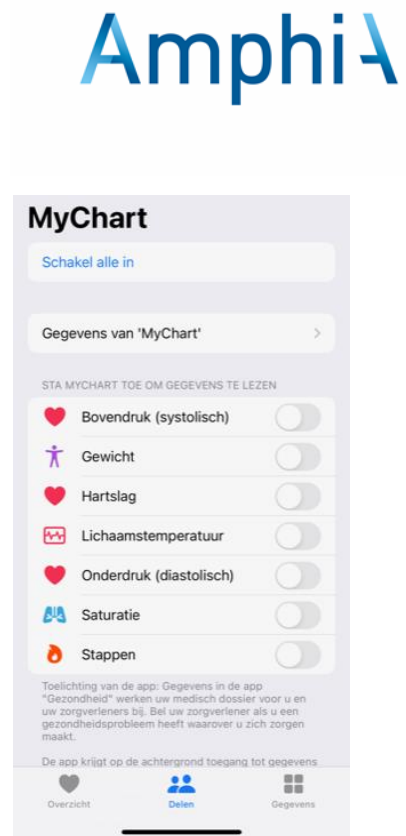 Amphia
MyChart
Schakel alle in
Gegevens van 'MyChart'
STA MYCHART TOE OM GEGEVENS TE LEZEN
Bovendruk (systolisch)
Gewicht
Hartslag
Lichaamstemperatuur
Onderdruk (diastolisch)
Saturatie
Stappen
Toelichting van de app: Gegevens in de app
"Gezondheid" werken uw medisch dossier voor u en
uw zorgverleners bij. Bel uw zorgverlener als u een
gezondheidsprobleem heeft waarover u zich zorgen
maakt.
De app krijgt op de achtergrond toegang tot gegevens
Overzicht
Delen
Gegevens